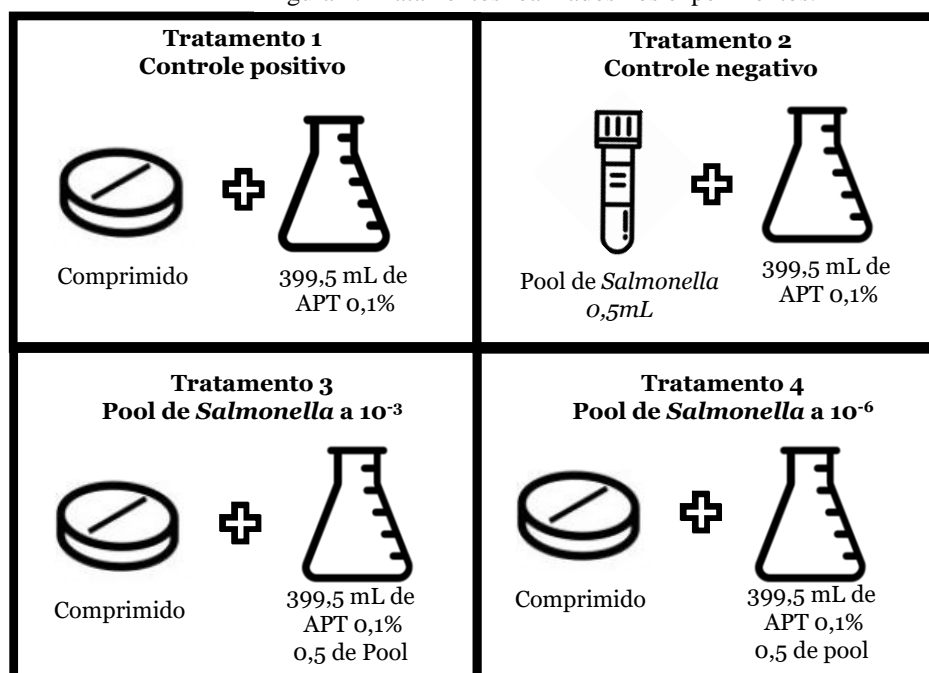 Tratamento 1
Controle positivo
Comprimido
399,5 mL de
APT 0,1%
Tratamento 2
Controle negativo
Pool de Salmonella
0,5mL
399,5 mL de
APT 0,1%
Tratamento 3
Pool de Salmonella a 10⁻³
Comprimido
399,5 mL de
APT 0,1%
0,5 de Pool
Tratamento 4
Pool de Salmonella a 10⁻⁶
Comprimido
399,5 mL de
APT 0,1%
0,5 de pool